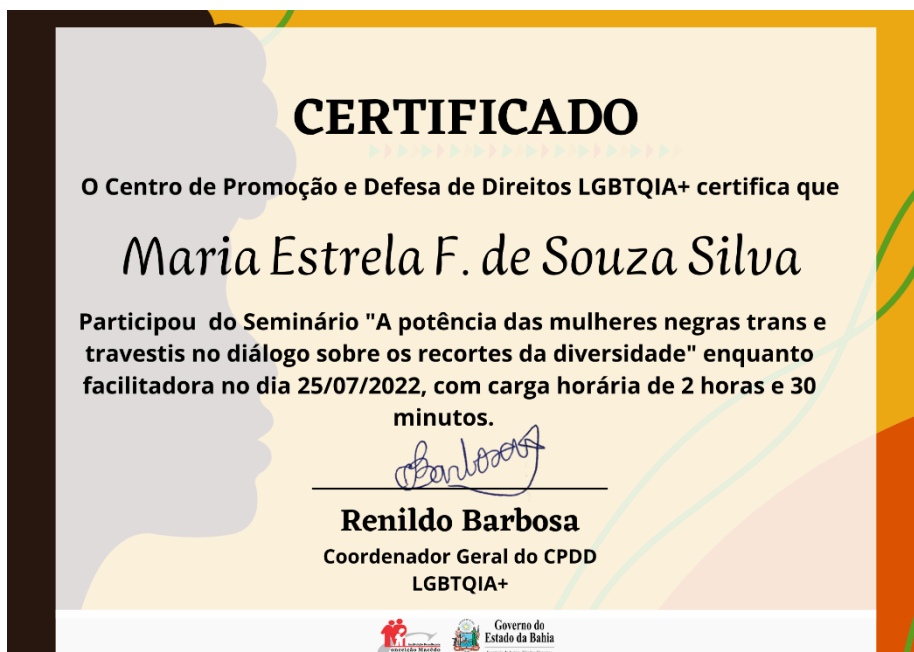 CERTIFICADO
O Centro de Promoção e Defesa de Direitos LGBTQIA+ certifica que
Maria Estrela F. de Souza Silva
Participou do Seminário "A potência das mulheres negras trans e
travestis no diálogo sobre os recortes da diversidade" enquanto
facilitadora no dia 25/07/2022, com carga horária de 2 horas e 30
minutos.
Barbosa
Renildo Barbosa
Coordenador Geral do CPDD
LGBTQIA+
Conceição Macêdo
Governo do
Estado da Bahia